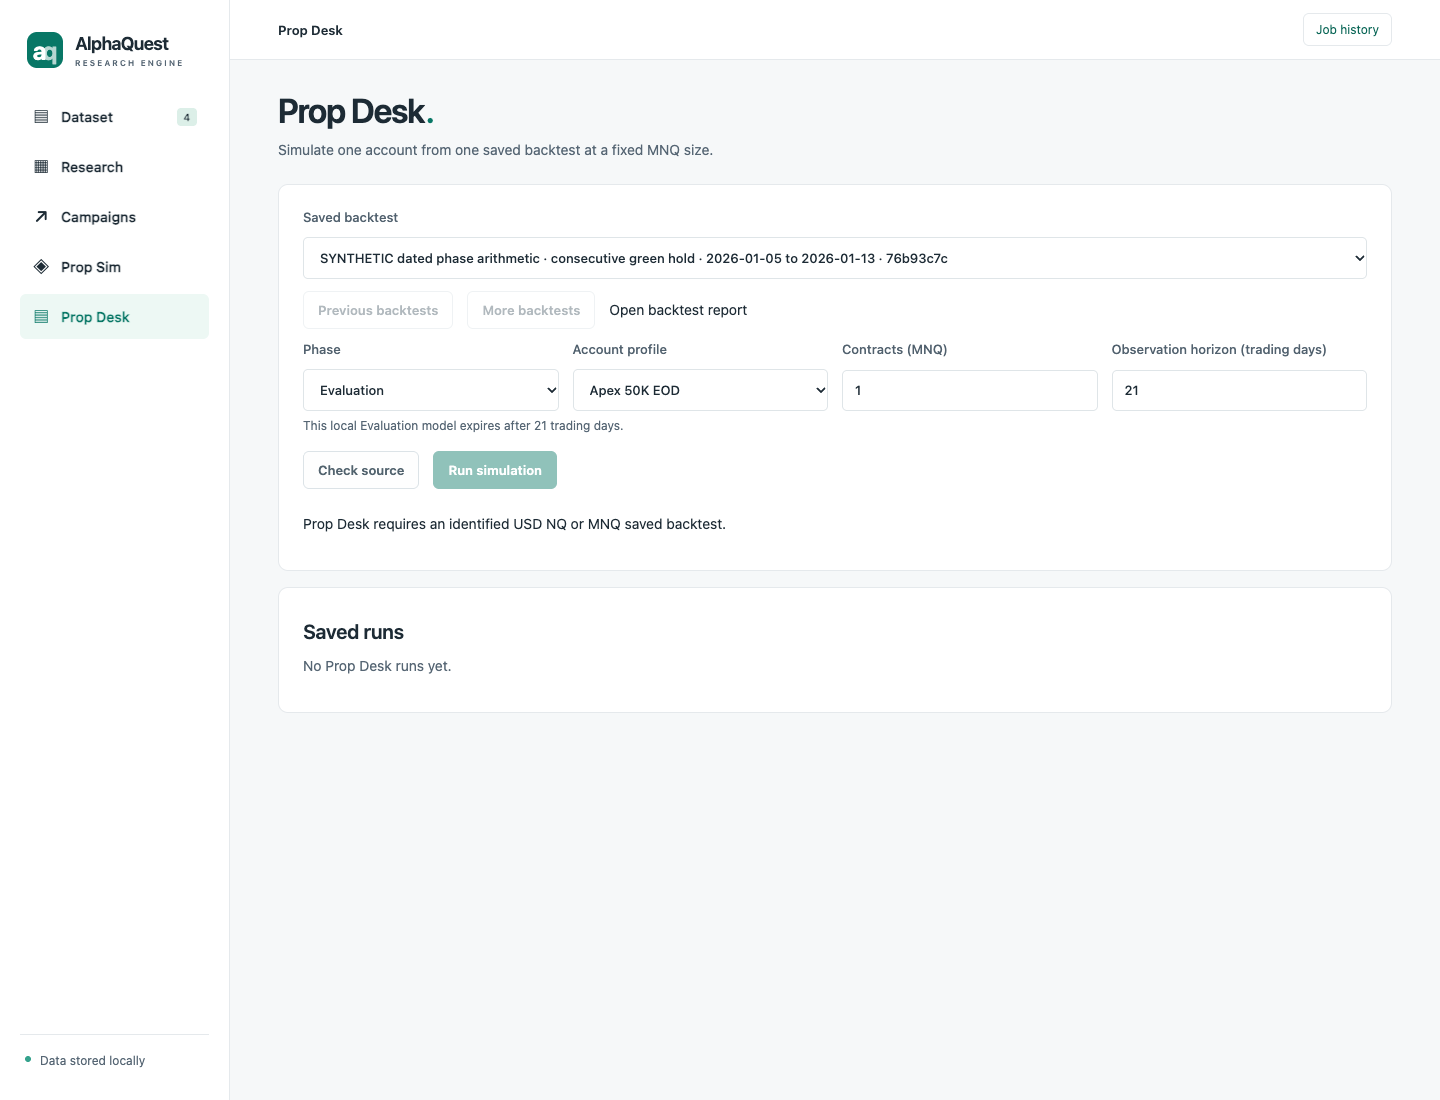 aq
AlphaQuest
RESEARCH ENGINE
Dataset 4
Research
Campaigns
Prop Sim
Prop Desk
Data stored locally
Prop Desk
Job history
Prop Desk.
Simulate one account from one saved backtest at a fixed MNQ size.
Saved backtest
SYNTHETIC dated phase arithmetic · consecutive green hold · 2026-01-05 to 2026-01-13 · 76b93c7c
Previous backtests More backtests Open backtest report
Phase Account profile Contracts (MNQ) Observation horizon (trading days)
Evaluation Apex 50K EOD 1 21
This local Evaluation model expires after 21 trading days.
Check source Run simulation
Prop Desk requires an identified USD NQ or MNQ saved backtest.
Saved runs
No Prop Desk runs yet.